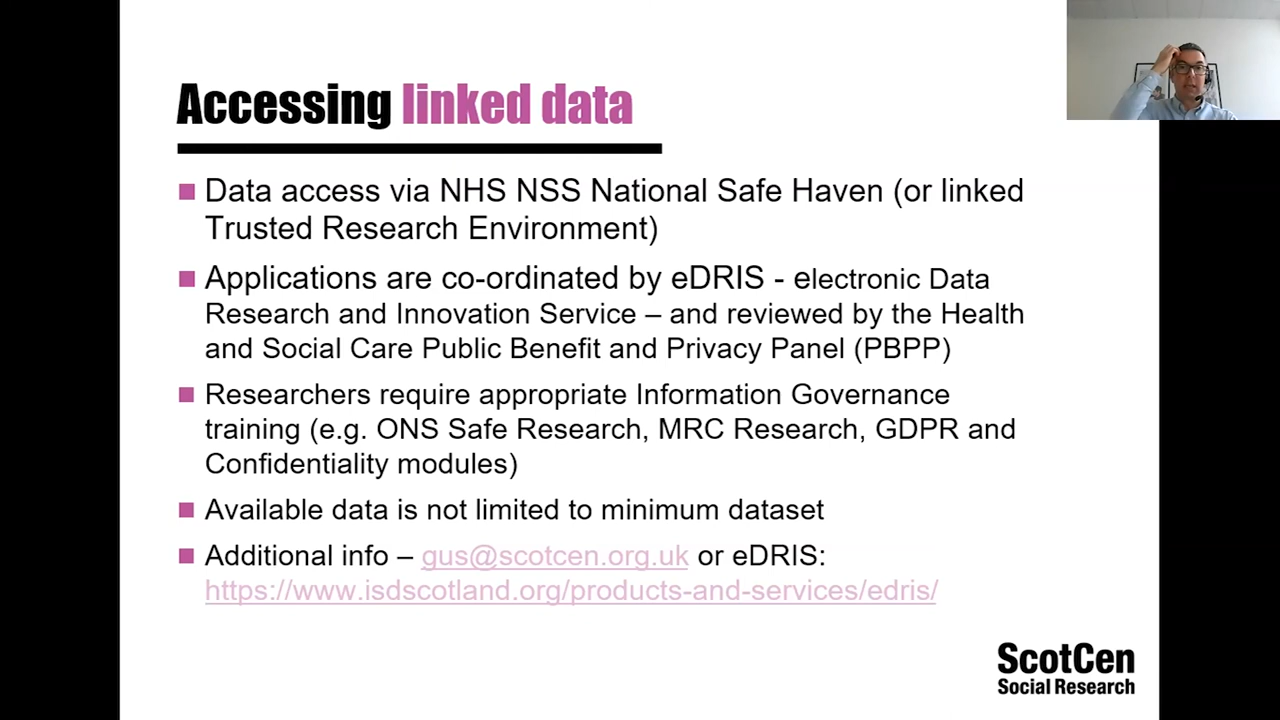 Accessing linked data
Data access via NHS NSS National Safe Haven (or linked
Trusted Research Environment)
Applications are co-ordinated by eDRIS - electronic Data
Research and Innovation Service – and reviewed by the Health
and Social Care Public Benefit and Privacy Panel (PBPP)
Researchers require appropriate Information Governance
training (e.g. ONS Safe Research, MRC Research, GDPR and
Confidentiality modules)
Available data is not limited to minimum dataset
Additional info – gus@scotcen.org.uk or eDRIS:
https://www.isdscotland.org/products-and-services/edris/
ScotCen
Social Research